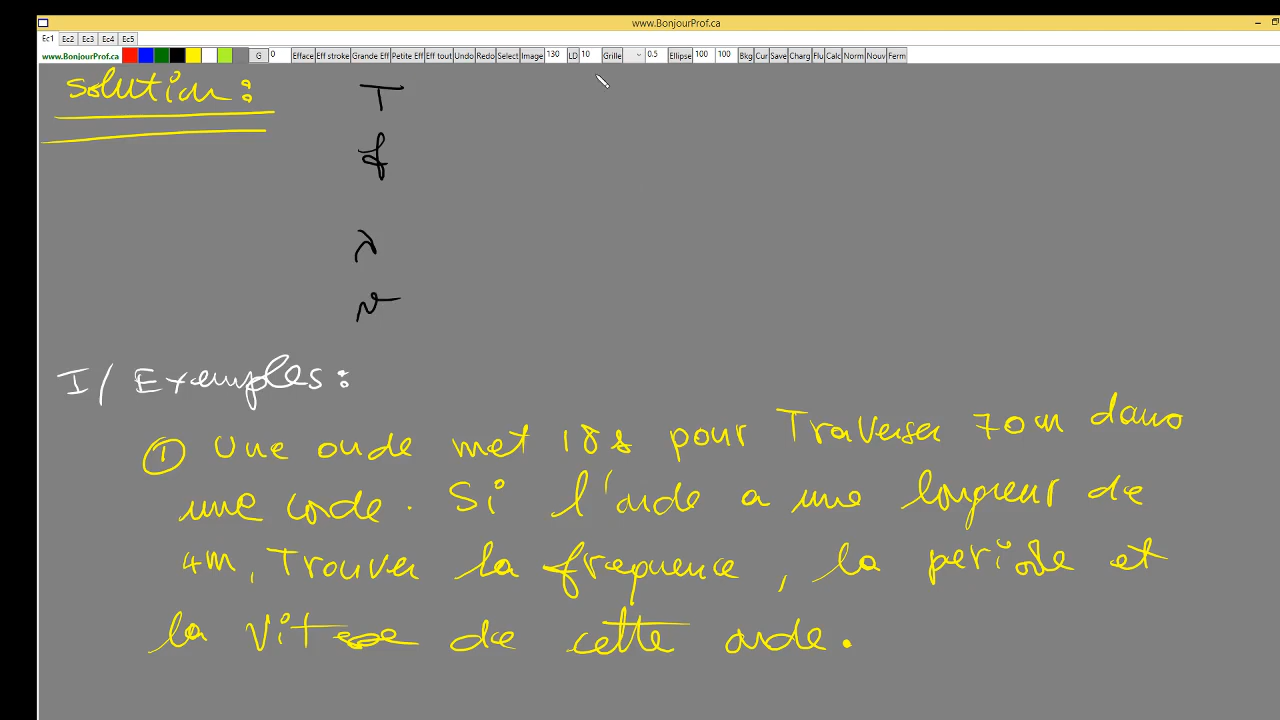 www.BonjourProf.ca
Ec1 Ec2 Ec3 Ec4 Ec5
www.BonjourProf.ca G 0 Efface Eff stroke Grande Eff Petite Eff Eff tout Undo Redo Select Image 130 LD 10 Grille 0.5 Ellipse 100 100 Bkg Cur Save Charg Flu Calc Norm Nouv Ferm
solution:
T
f
λ
v
I/ Examples:
① Une onde met 18s pour Traverser 70m dans
une corde. Si l'onde a une longueur de
4m, Trouver la frequence, la periode et
la Vitesse de cette onde.